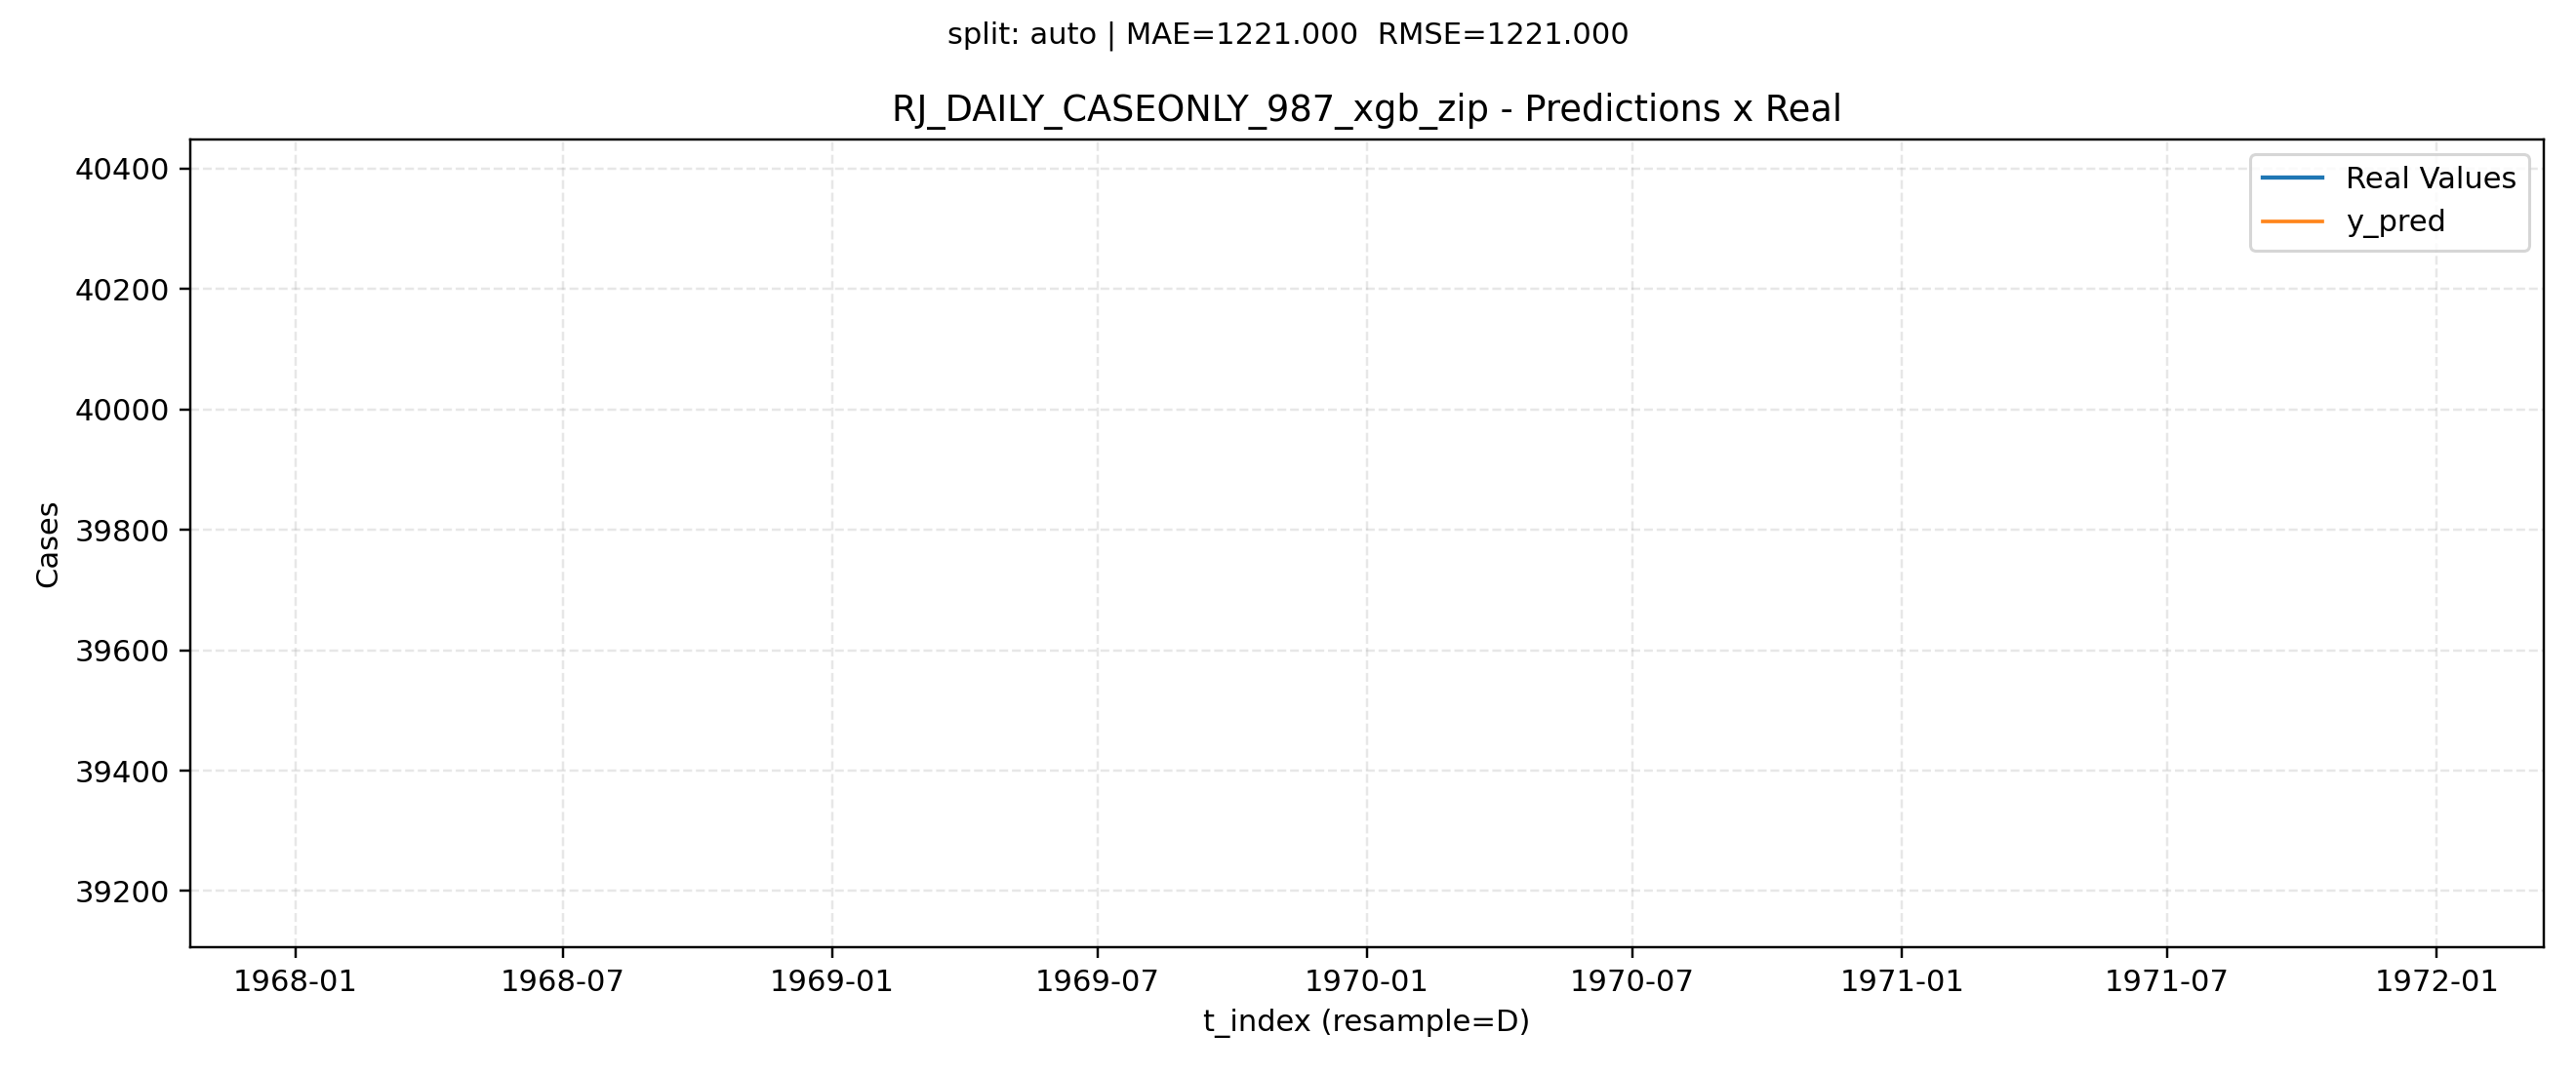 split: auto | MAE=1221.000  RMSE=1221.000
RJ_DAILY_CASEONLY_987_xgb_zip - Predictions x Real
Real Values
y_pred
Cases
40400
40200
40000
39800
39600
39400
39200
1968-01 1968-07 1969-01 1969-07 1970-01 1970-07 1971-01 1971-07 1972-01
t_index (resample=D)